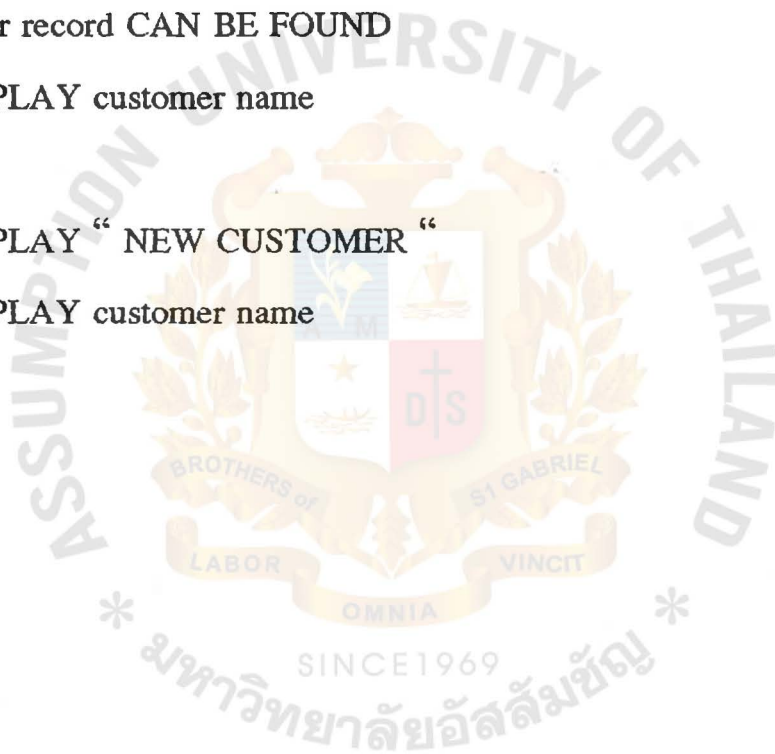 r record CAN BE FOUND
PLAY customer name
PLAY “ NEW CUSTOMER “
PLAY customer name
ASSUMPTION UNIVERSITY OF THAILAND
A M
D S
BROTHERS of ST GABRIEL
LABOR
VINCIT
OMNIA
* SINCE1969 *
มหาวิทยาลัยอัสสัมชัญ